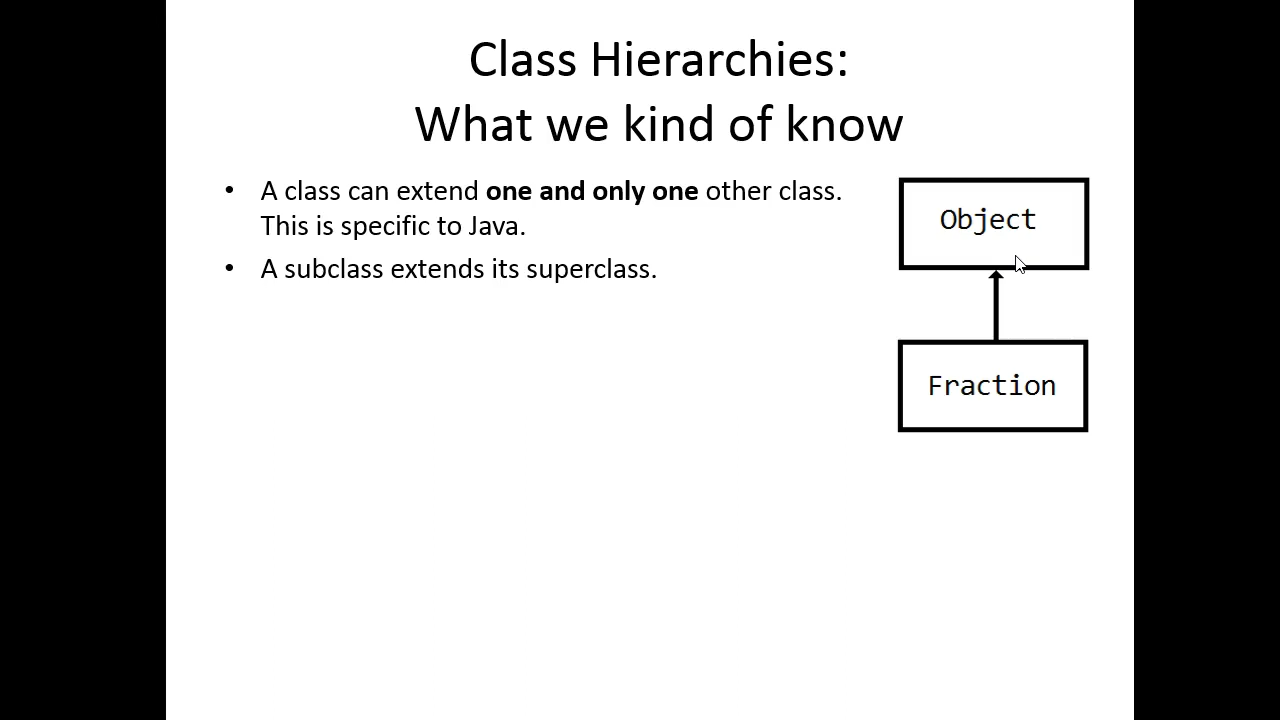 Class Hierarchies:
What we kind of know
• A class can extend one and only one other class.
This is specific to Java.
• A subclass extends its superclass.
Object
Fraction